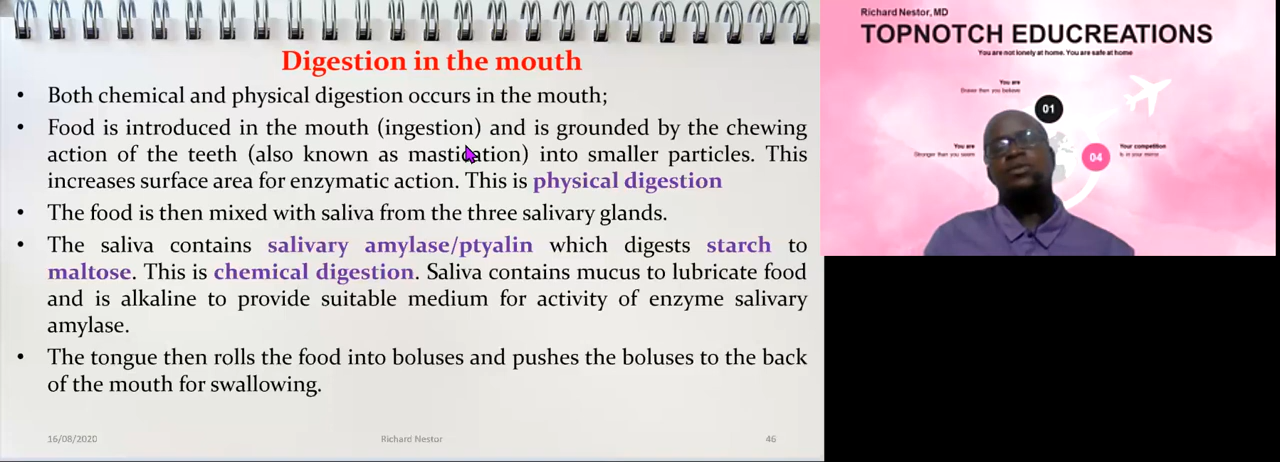 Digestion in the mouth
• Both chemical and physical digestion occurs in the mouth;
• Food is introduced in the mouth (ingestion) and is grounded by the chewing
action of the teeth (also known as mastication) into smaller particles. This
increases surface area for enzymatic action. This is physical digestion
• The food is then mixed with saliva from the three salivary glands.
• The saliva contains salivary amylase/ptyalin which digests starch to
maltose. This is chemical digestion. Saliva contains mucus to lubricate food
and is alkaline to provide suitable medium for activity of enzyme salivary
amylase.
• The tongue then rolls the food into boluses and pushes the boluses to the back
of the mouth for swallowing.
16/08/2020
Richard Nestor
46
Richard Nestor, MD
TOPNOTCH EDUCREATIONS
You are not lonely at home. You are safe at home
You are
Braver than you believe
01
You are
Stronger than you seem
04
Your competition
Is in your mirror